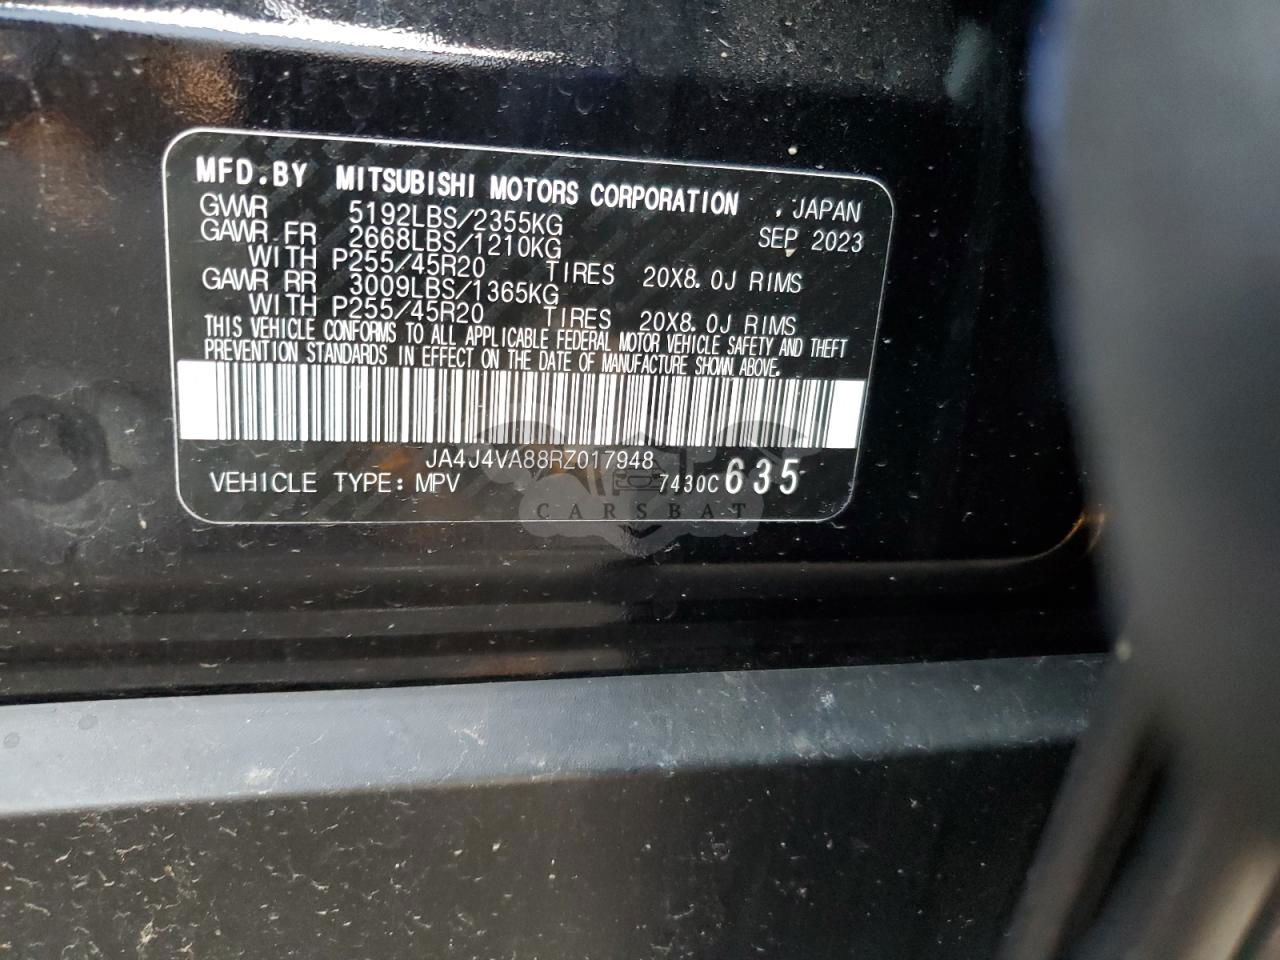 MFD.BY MITSUBISHI MOTORS CORPORATION , JAPAN
GVWR 5192LBS/2355KG SEP 2023
GAWR FR 2668LBS/1210KG
WITH P255/45R20 TIRES 20X8.0J RIMS
GAWR RR 3009LBS/1365KG
WITH P255/45R20 TIRES 20X8.0J RIMS
THIS VEHICLE CONFORMS TO ALL APPLICABLE FEDERAL MOTOR VEHICLE SAFETY AND THEFT
PREVENTION STANDARDS IN EFFECT ON THE DATE OF MANUFACTURE SHOWN ABOVE.
JA4J4VA88RZ017948
VEHICLE TYPE: MPV 7430C 635
CARSBAT